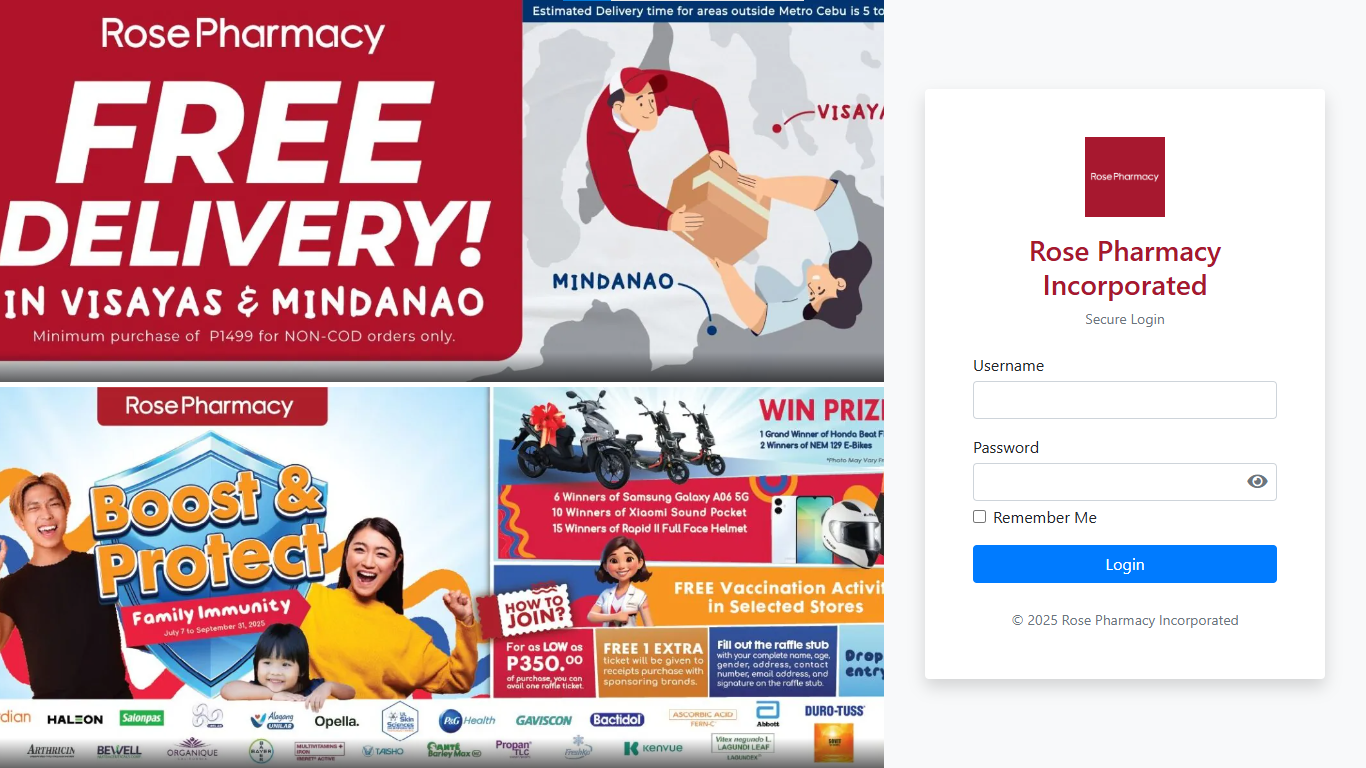 Rose Pharmacy
FREE
DELIVERY!
IN VISAYAS & MINDANAO
Minimum purchase of P1499 for NON-COD orders only.
Estimated Delivery time for areas outside Metro Cebu is 5 to
VISAYA
MINDANAO
Rose Pharmacy
Boost &
Protect
Family Immunity
July 7 to September 31, 2025
WIN PRIZE
1 Grand Winner of Honda Beat F
2 Winners of NEM 129 E-Bikes
*Photo May Vary
6 Winners of Samsung Galaxy A06 5G
10 Winners of Xiaomi Sound Pocket
15 Winners of Rapid II Full Face Helmet
FREE Vaccination Activit
in Selected Stores
HOW TO
JOIN?
For as LOW as
P350.00
of purchase, you can
avail one raffle ticket.
FREE 1 EXTRA
ticket will be given to
receipts purchase with
sponsoring brands.
Fill out the raffle stub
with your complete name, age,
gender, address, contact
number, email address, and
signature on the raffle stub.
Drop
entry
dian
HALEON
Salonpas
Alagang
UNILAB
Opella.
Skin
Sciences
P&G Health
GAVISCON
Bactidol
ASCORBIC ACID
FERN-C
Abbott
DURO-TUSS
ARTHRICIN
BEWELL
ORGANIQUE
BAYER
MULTIVITAMINS +
IRON
IBERET ACTIVE
TAISHO
SANTÉ
Barley Max
Propan
TLC
Freshlife
KENVUE
Vitex negundo L.
LAGUNDI LEAF
LAGUNDEX
Rose Pharmacy
Rose Pharmacy
Incorporated
Secure Login
Username
Password
Remember Me
Login
© 2025 Rose Pharmacy Incorporated